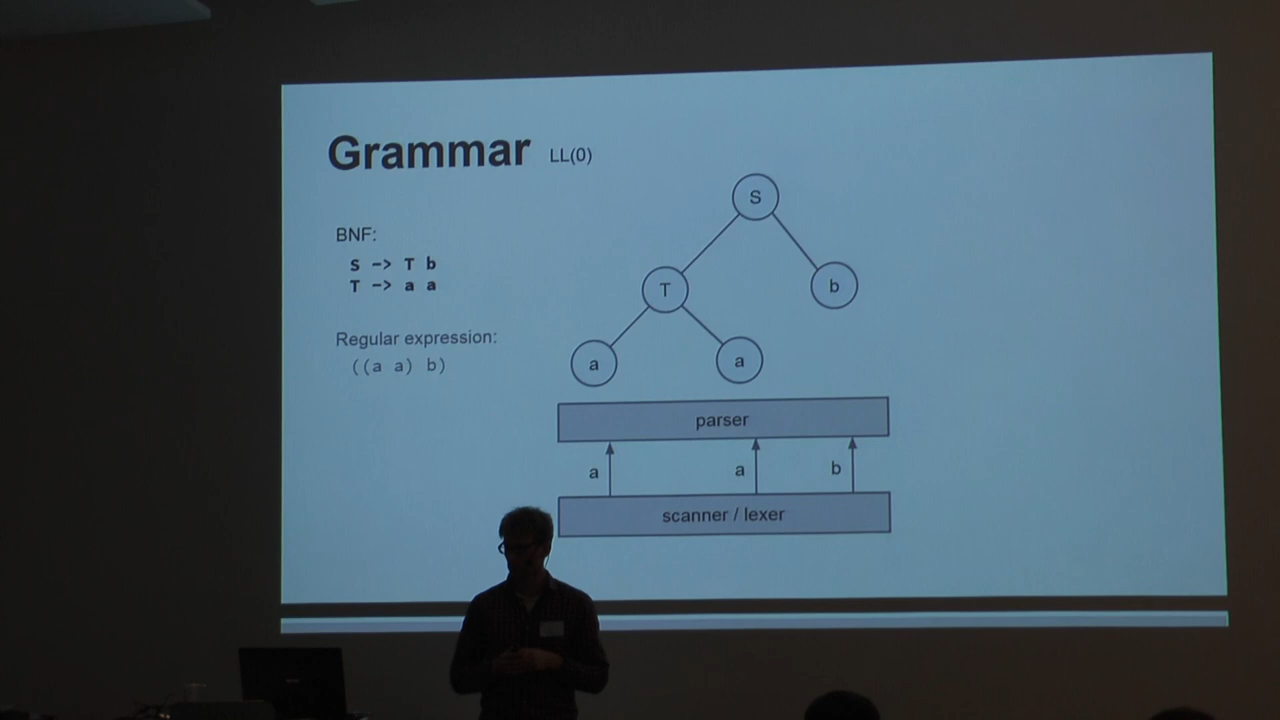 Grammar LL(0)
BNF:
S -> T b
T -> a a
Regular expression:
((a a) b)
S
T
b
a
a
parser
a
a
b
scanner / lexer